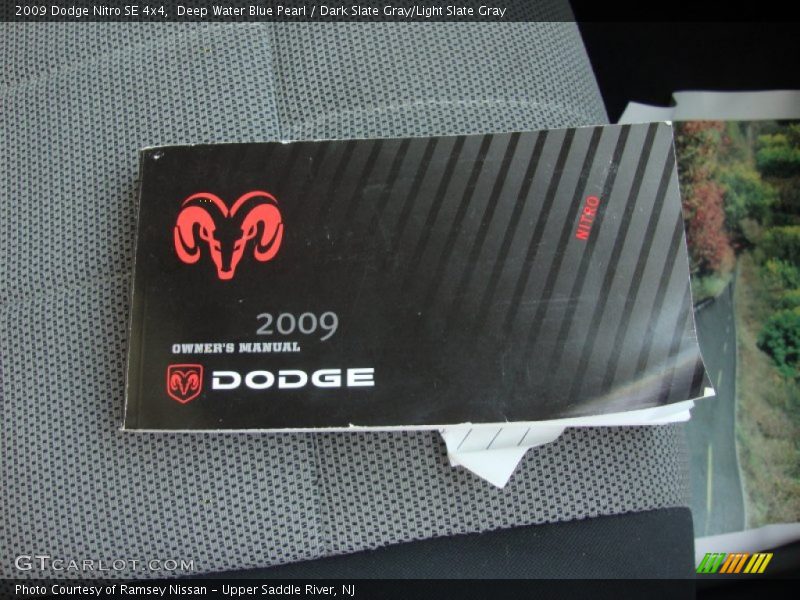 2009 Dodge Nitro SE 4x4,  Deep Water Blue Pearl / Dark Slate Gray/Light Slate Gray
NITRO
2009
OWNER'S MANUAL
DODGE
GTCARLOT.COM
Photo Courtesy of Ramsey Nissan - Upper Saddle River, NJ